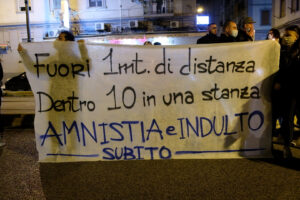 Fuori 1mt. di distanza
Dentro 10 in una stanza
AMNISTIA e INDULTO
SUBITO